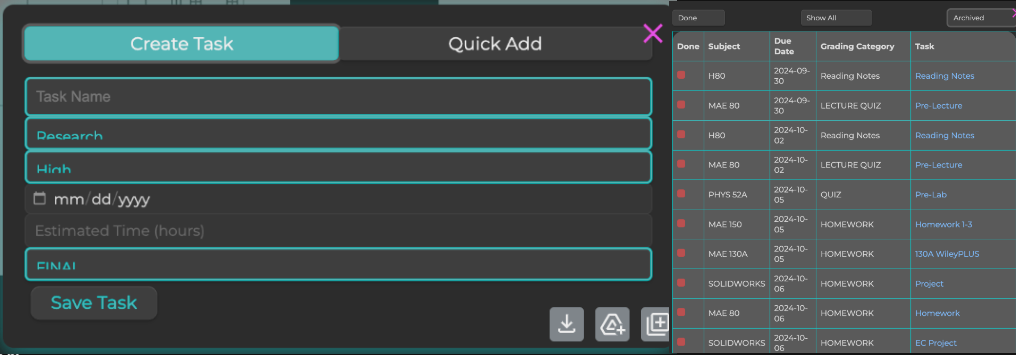 Create Task
Quick Add
Task Name
Research
High
mm/dd/yyyy
Estimated Time (hours)
FINAL
Save Task
Done
Show All
Archived
Done Subject Due Date Grading Category Task
H80 2024-09-30 Reading Notes Reading Notes
MAE 80 2024-09-30 LECTURE QUIZ Pre-Lecture
H80 2024-10-02 Reading Notes Reading Notes
MAE 80 2024-10-02 LECTURE QUIZ Pre-Lecture
PHYS 52A 2024-10-05 QUIZ Pre-Lab
MAE 150 2024-10-05 HOMEWORK Homework 1-3
MAE 130A 2024-10-05 HOMEWORK 130A WileyPLUS
SOLIDWORKS 2024-10-06 HOMEWORK Project
MAE 80 2024-10-06 HOMEWORK Homework
SOLIDWORKS 2024-10-06 HOMEWORK EC Project